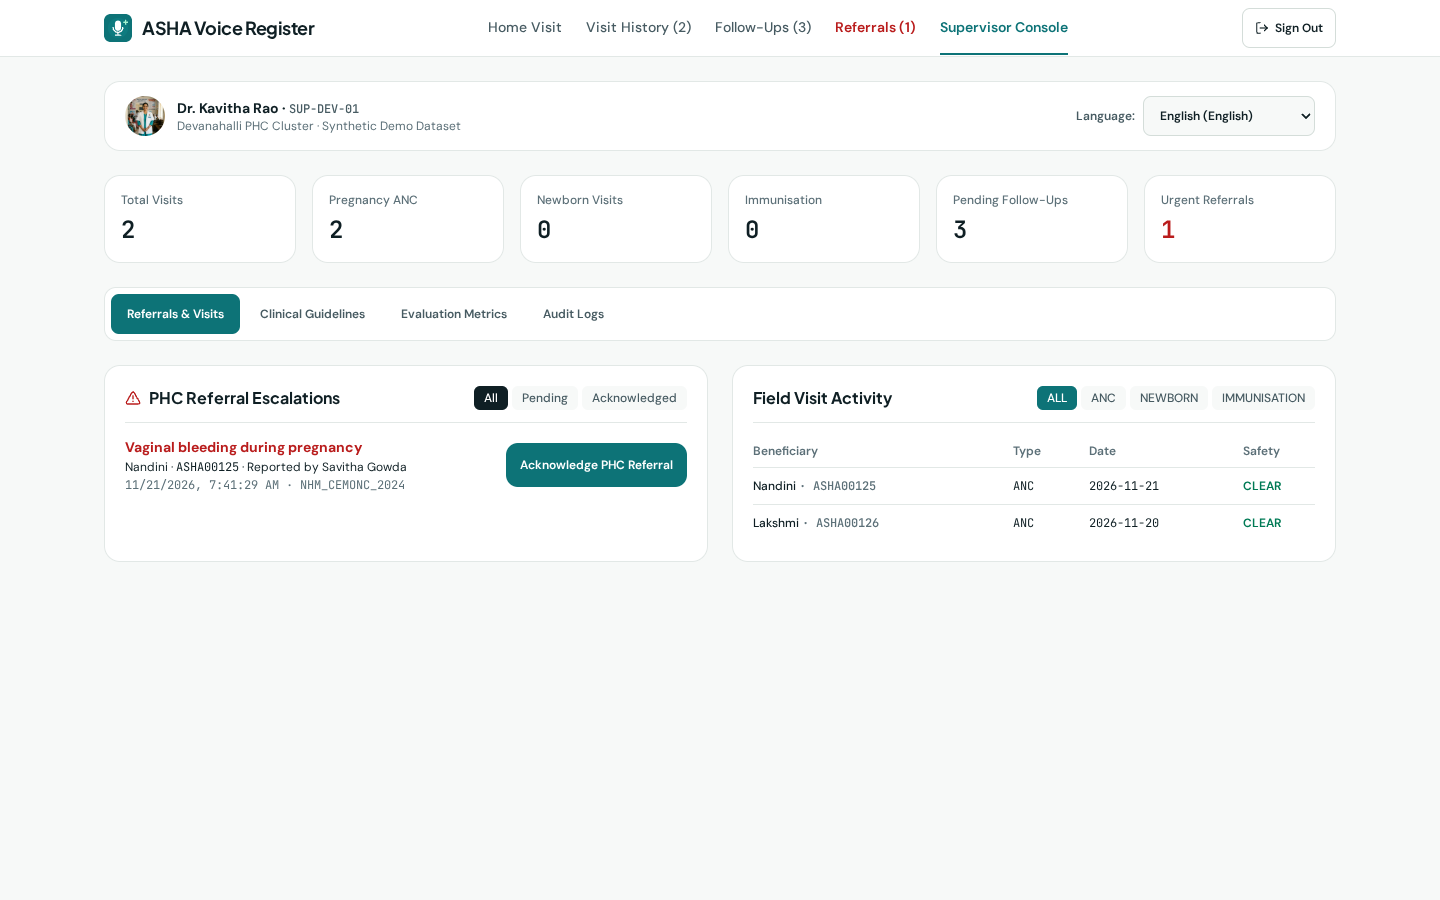 ASHA Voice Register
Home Visit
Visit History (2)
Follow-Ups (3)
Referrals (1)
Supervisor Console
Sign Out
Dr. Kavitha Rao · SUP-DEV-01
Devanahalli PHC Cluster · Synthetic Demo Dataset
Language:
English (English)
Total Visits
2
Pregnancy ANC
2
Newborn Visits
0
Immunisation
0
Pending Follow-Ups
3
Urgent Referrals
1
Referrals & Visits
Clinical Guidelines
Evaluation Metrics
Audit Logs
PHC Referral Escalations
All
Pending
Acknowledged
Vaginal bleeding during pregnancy
Nandini · ASHA00125 · Reported by Savitha Gowda
11/21/2026, 7:41:29 AM · NHM_CEMONC_2024
Acknowledge PHC Referral
Field Visit Activity
ALL
ANC
NEWBORN
IMMUNISATION
Beneficiary Type Date Safety
Nandini · ASHA00125 ANC 2026-11-21 CLEAR
Lakshmi · ASHA00126 ANC 2026-11-20 CLEAR